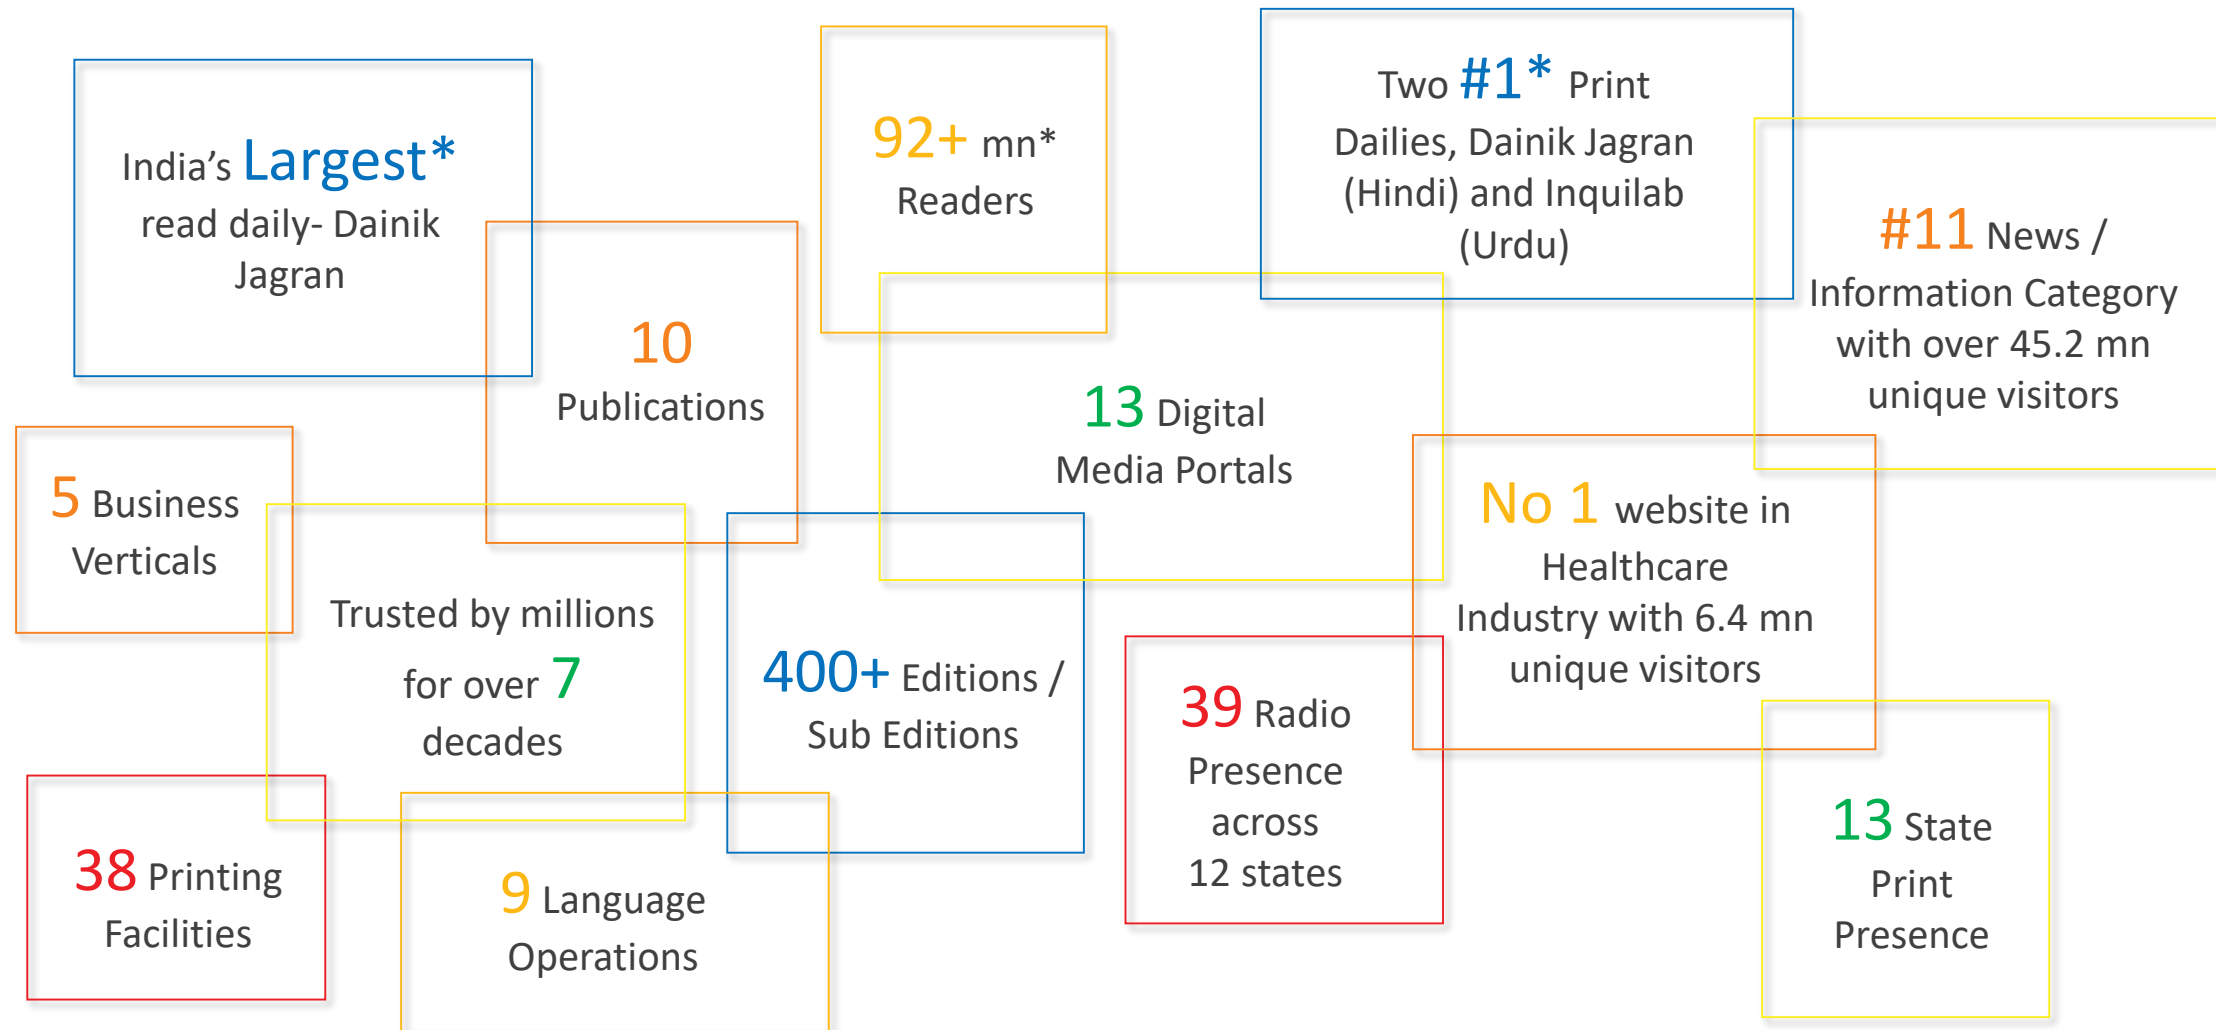 India's Largest*
read daily- Dainik
Jagran
10
Publications
92+ mn*
Readers
Two #1* Print
Dailies, Dainik Jagran
(Hindi) and Inquilab
(Urdu)
#11 News /
Information Category
with over 45.2 mn
unique visitors
13 Digital
Media Portals
5 Business
Verticals
Trusted by millions
for over 7
decades
400+ Editions /
Sub Editions
No 1 website in
Healthcare
Industry with 6.4 mn
unique visitors
39 Radio
Presence
across
12 states
13 State
Print
Presence
38 Printing
Facilities
9 Language
Operations